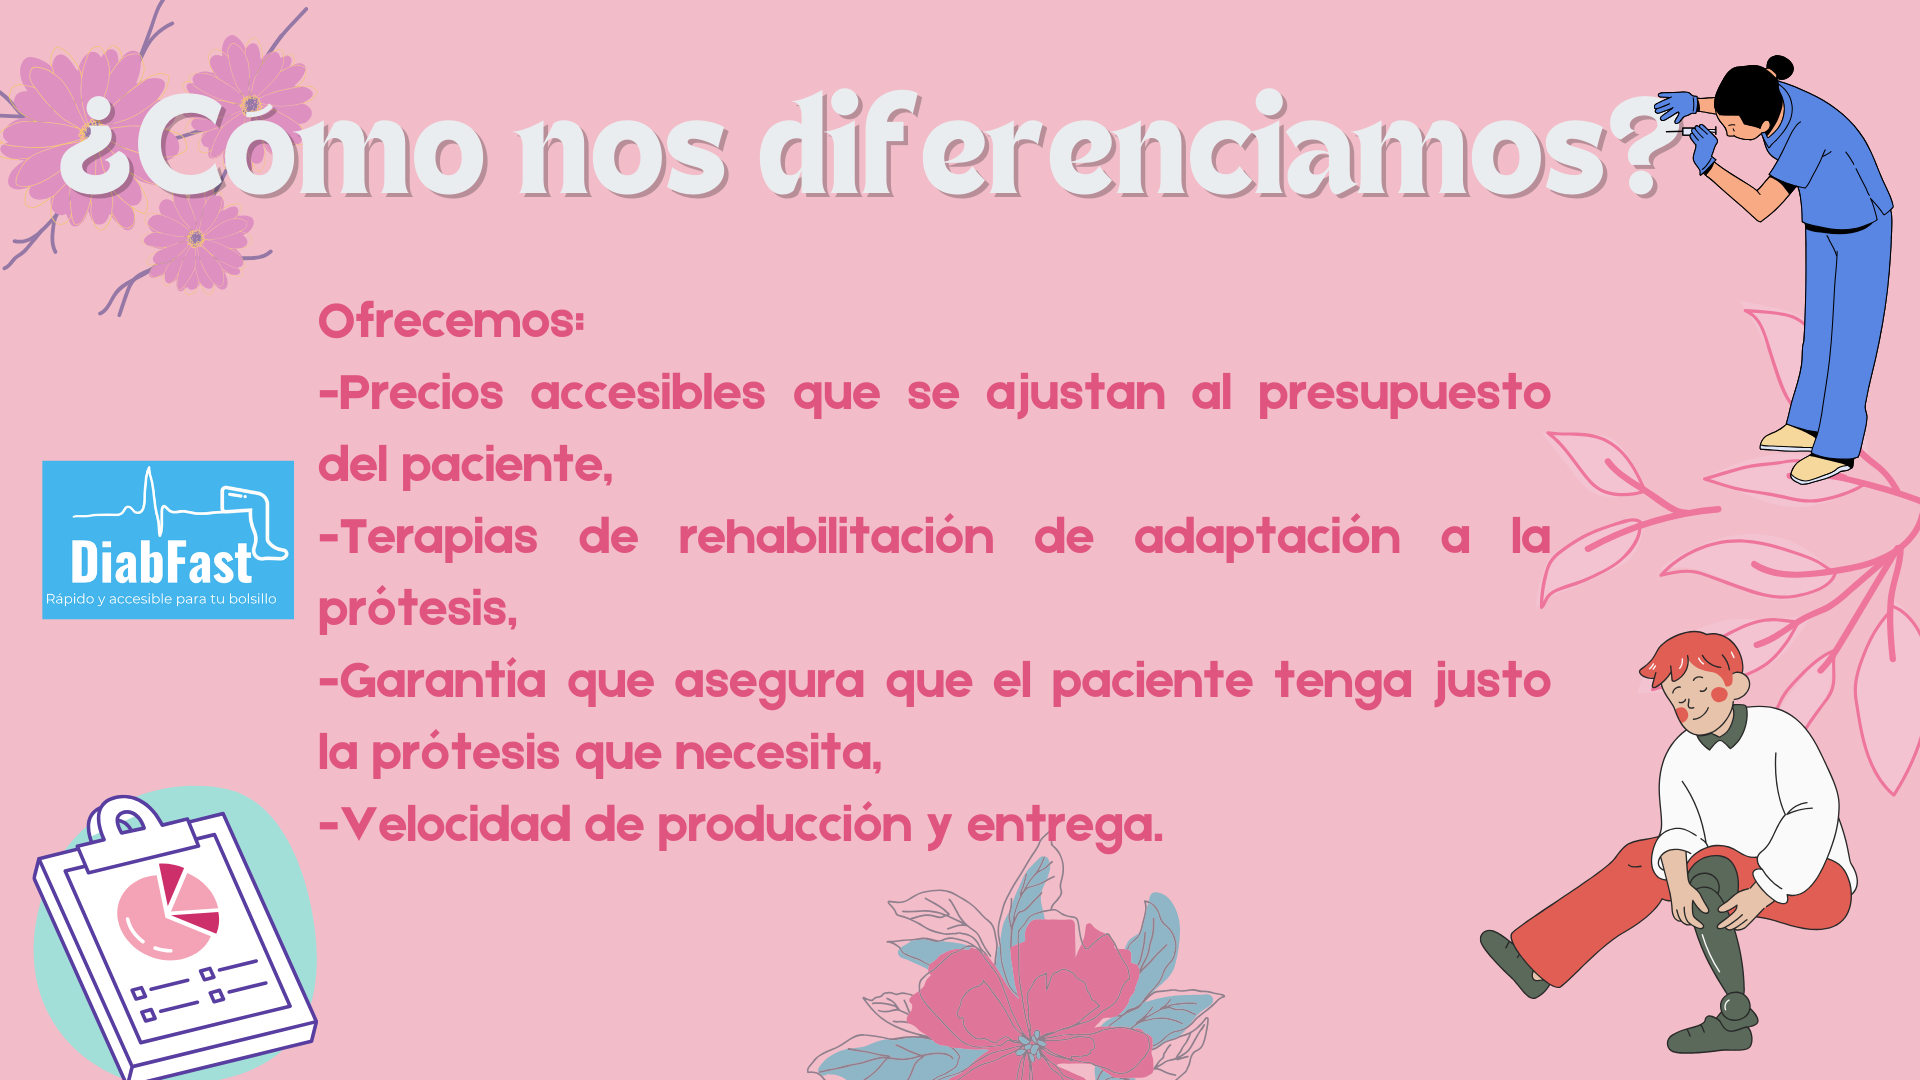 ¿Cómo nos diferenciamos?
Ofrecemos:
-Precios accesibles que se ajustan al presupuesto
del paciente,
-Terapias de rehabilitación de adaptación a la
prótesis,
-Garantía que asegura que el paciente tenga justo
la prótesis que necesita,
-Velocidad de producción y entrega.
DiabFast
Rápido y accesible para tu bolsillo